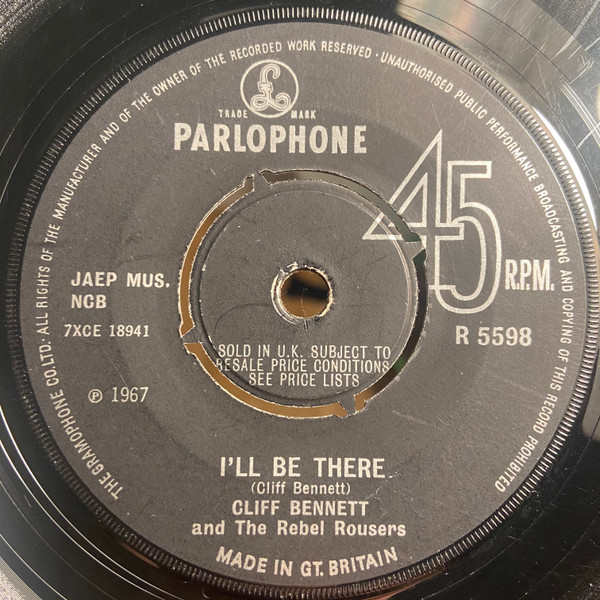 THE GRAMOPHONE CO.LTD. ALL RIGHTS OF THE MANUFACTURER AND OF THE OWNER OF THE RECORDED WORK RESERVED · UNAUTHORISED PUBLIC PERFORMANCE BROADCASTING AND COPYING OF THIS RECORD PROHIBITED
£
TRADE MARK
PARLOPHONE
45
R.P.M.
JAEP MUS.
NCB
7XCE 18941
R 5598
SOLD IN U.K. SUBJECT TO
RESALE PRICE CONDITIONS
SEE PRICE LISTS
℗ 1967
I'LL BE THERE
(Cliff Bennett)
CLIFF BENNETT
and The Rebel Rousers
MADE IN GT. BRITAIN